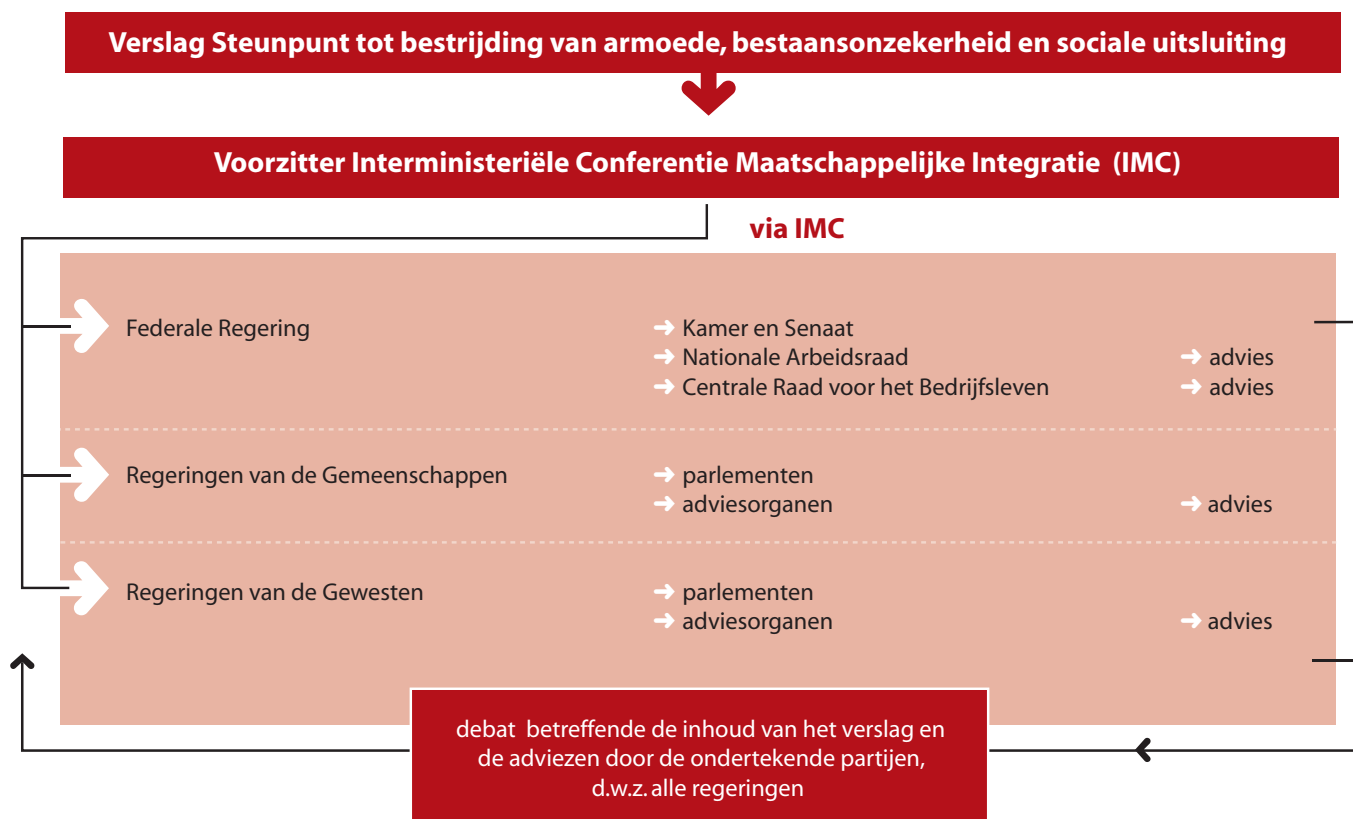 Verslag Steunpunt tot bestrijding van armoede, bestaansonzekerheid en sociale uitsluiting
Voorzitter Interministeriële Conferentie Maatschappelijke Integratie (IMC)
via IMC
Federale Regering
Kamer en Senaat
Nationale Arbeidsraad
advies
Centrale Raad voor het Bedrijfsleven
advies
Regeringen van de Gemeenschappen
parlementen
adviesorganen
advies
Regeringen van de Gewesten
parlementen
adviesorganen
advies
debat betreffende de inhoud van het verslag en
de adviezen door de ondertekende partijen,
d.w.z. alle regeringen